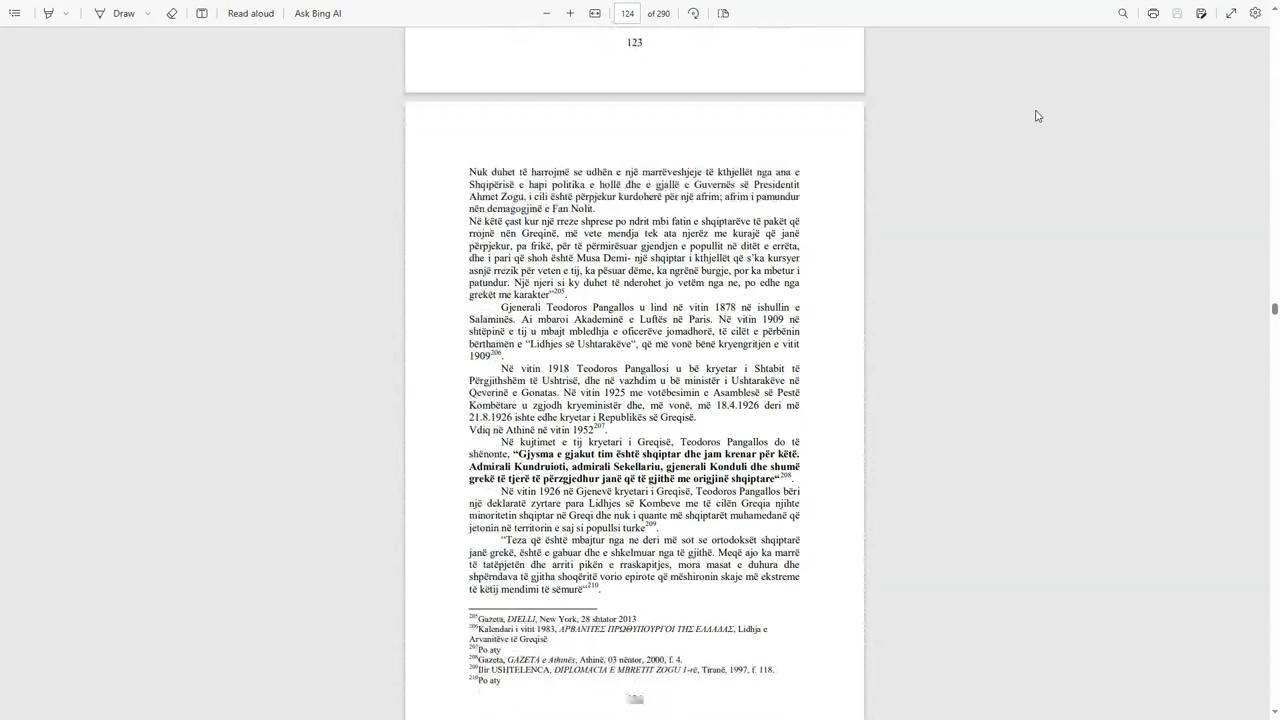 Draw
Read aloud
Ask Bing AI
124 of 290
123
Nuk duhet të harrojmë se udhën e një marrëveshjeje të kthjellët nga ana e
Shqipërisë e hapi politika e hollë dhe e gjallë e Guvernës së Presidentit
Ahmet Zogu, i cili është përpjekur kurdoherë për një afrim; afrim i pamundur
nën demagogjinë e Fan Nolit.
Në këtë çast kur një rreze shprese po ndrit mbi fatin e shqiptarëve të pakët që
rrojnë nën Greqinë, më vete mendja tek ata njerëz me kurajë që janë
përpjekur, pa frikë, për të përmirësuar gjendjen e popullit në ditët e errëta,
dhe i pari që shoh është Musa Demi- një shqiptar i kthjellët që s'ka kursyer
asnjë rrezik për veten e tij, ka pësuar dëme, ka ngrënë burgje, por ka mbetur i
patundur. Një njeri si ky duhet të nderohet jo vetëm nga ne, po edhe nga
grekët me karakter“205.
Gjenerali Teodoros Pangallos u lind në vitin 1878 në ishullin e
Salaminës. Ai mbaroi Akademinë e Luftës në Paris. Në vitin 1909 në
shtëpinë e tij u mbajt mbledhja e oficerëve jomadhorë, të cilët e përbënin
bërthamën e “Lidhjes së Ushtarakëve“, që më vonë bënë kryengritjen e vitit
1909206.
Në vitin 1918 Teodoros Pangallosi u bë kryetar i Shtabit të
Përgjithshëm të Ushtrisë, dhe në vazhdim u bë ministër i Ushtarakëve në
Qeverinë e Gonatas. Në vitin 1925 me votëbesimin e Asamblesë së Pestë
Kombëtare u zgjodh kryeministër dhe, më vonë, më 18.4.1926 deri më
21.8.1926 ishte edhe kryetar i Republikës së Greqisë.
Vdiq në Athinë në vitin 1952207.
Në kujtimet e tij kryetari i Greqisë, Teodoros Pangallos do të
shënonte, “Gjysma e gjakut tim është shqiptar dhe jam krenar për këtë.
Admirali Kundruioti, admirali Sekellariu, gjenerali Konduli dhe shumë
grekë të tjerë të përzgjedhur janë që të gjithë me origjinë shqiptare“208.
Në vitin 1926 në Gjenevë kryetari i Greqisë, Teodoros Pangallos bëri
një deklaratë zyrtare para Lidhjes së Kombeve me të cilën Greqia njihte
minoritetin shqiptar në Greqi dhe nuk i quante më shqiptarët muhamedanë që
jetonin në territorin e saj si popullsi turke209.
“Teza që është mbajtur nga ne deri më sot se ortodoksët shqiptarë
janë grekë, është e gabuar dhe e shkelmuar nga të gjithë. Meqë ajo ka marrë
të tatëpjetën dhe arriti pikën e rraskapitjes, mora masat e duhura dhe
shpërndava të gjitha shoqëritë vorio epirote që mëshironin skaje më ekstreme
të këtij mendimi të sëmurë“210.
205Gazeta, DIELLI, New York, 28 shtator 2013
206Kalendari i vitit 1983, ΑΡΒΑΝΙΤΕΣ ΠΡΩΘΥΠΟΥΡΓΟΙ ΤΗΣ ΕΛΛΑΔΑΣ, Lidhja e
Arvanitëve të Greqisë
207Po aty
208Gazeta, GAZETA e Athinës, Athinë, 03 nëntor, 2000, f. 4.
209Ilir USHTELENCA, DIPLOMACIA E MBRETIT ZOGU 1-rë, Tiranë, 1997, f. 118.
210Po aty